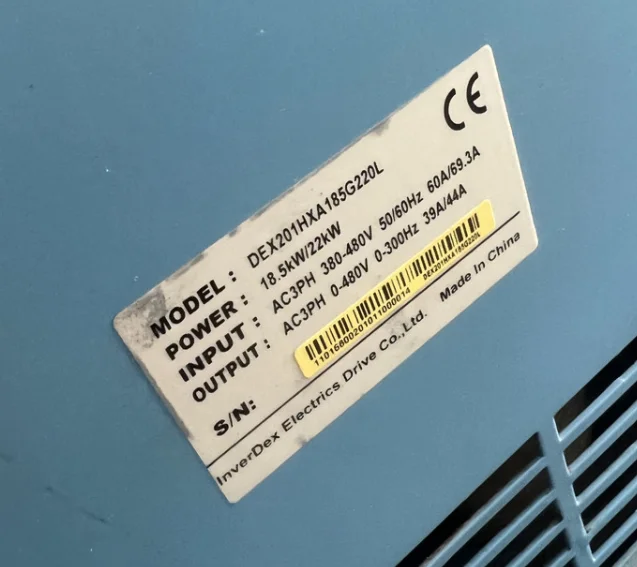 CE
MODEL: DEX201HXA185G220L
POWER: 18.5kW/22kW
INPUT: AC3PH 380-480V 50/60Hz 60A/69.3A
OUTPUT: AC3PH 0-480V 0-300Hz 39A/44A
S/N: 1101680020101100014 DEX201HXA185G220L
InverDex Electrics Drive Co.,Ltd. Made In China